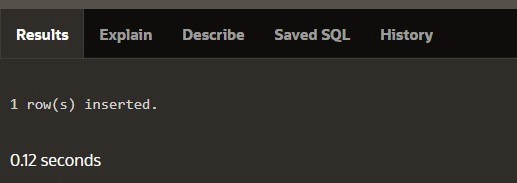 Results Explain Describe Saved SQL History
1 row(s) inserted.
0.12 seconds